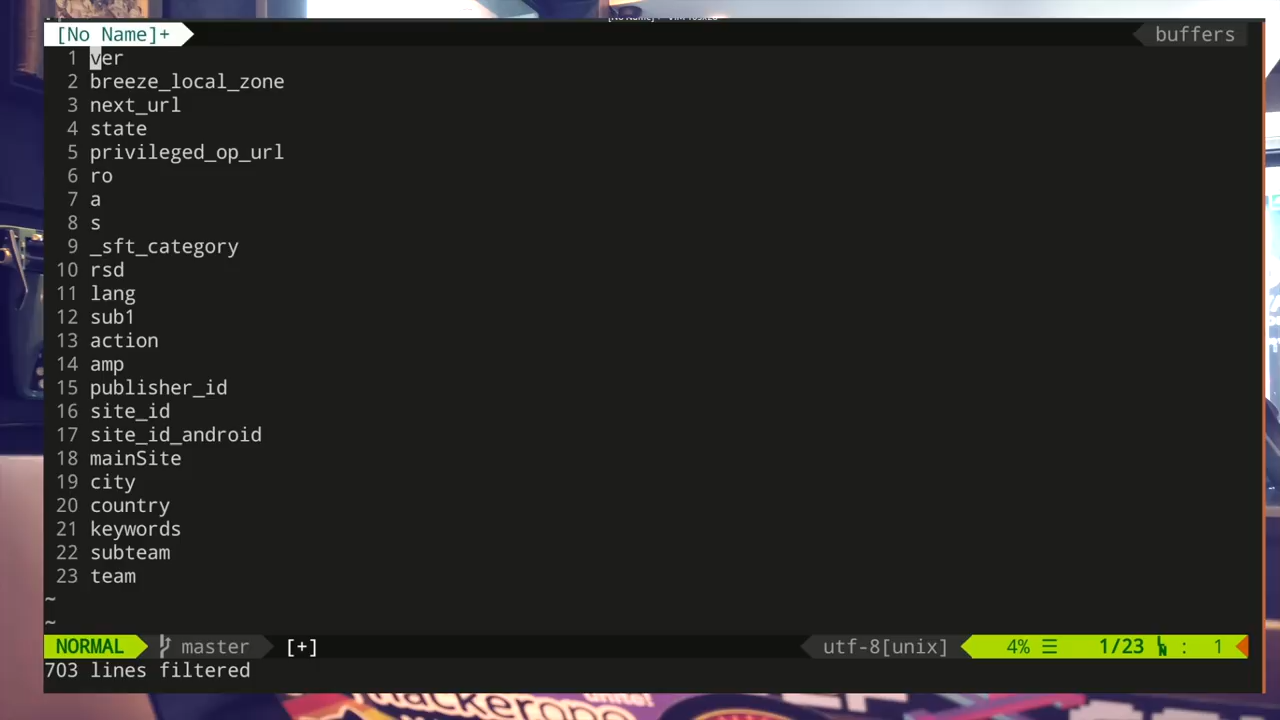 [No Name]+ buffers
1 ver
2 breeze_local_zone
3 next_url
4 state
5 privileged_op_url
6 ro
7 a
8 s
9 _sft_category
10 rsd
11 lang
12 sub1
13 action
14 amp
15 publisher_id
16 site_id
17 site_id_android
18 mainSite
19 city
20 country
21 keywords
22 subteam
23 team
~
~
NORMAL master [+] utf-8[unix] 4% ☰ 1/23 ㏑ : 1
703 lines filtered
hackerone